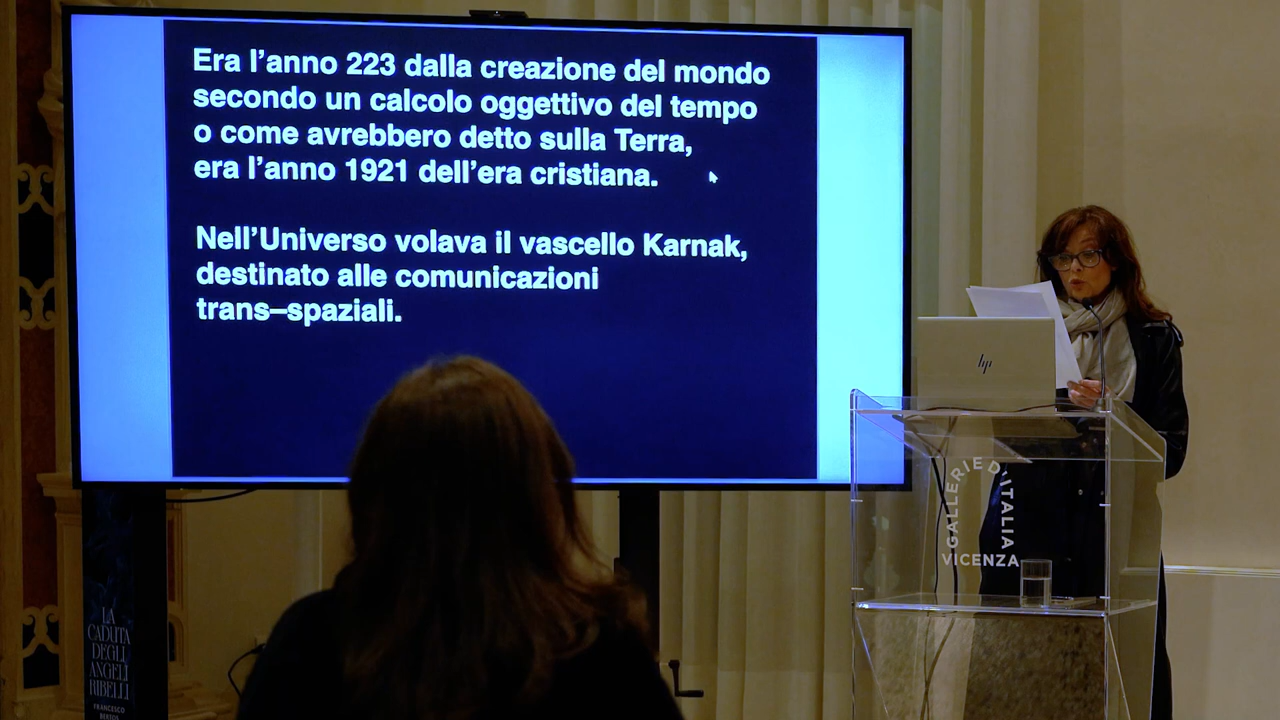 Era l’anno 223 dalla creazione del mondo
secondo un calcolo oggettivo del tempo
o come avrebbero detto sulla Terra,
era l’anno 1921 dell’era cristiana.
Nell’Universo volava il vascello Karnak,
destinato alle comunicazioni
trans–spaziali.
hp
GALLERIE D'ITALIA
VICENZA
LA
CADUTA
DEGLI
ANGELI
RIBELLI
FRANCESCO
BERTOS